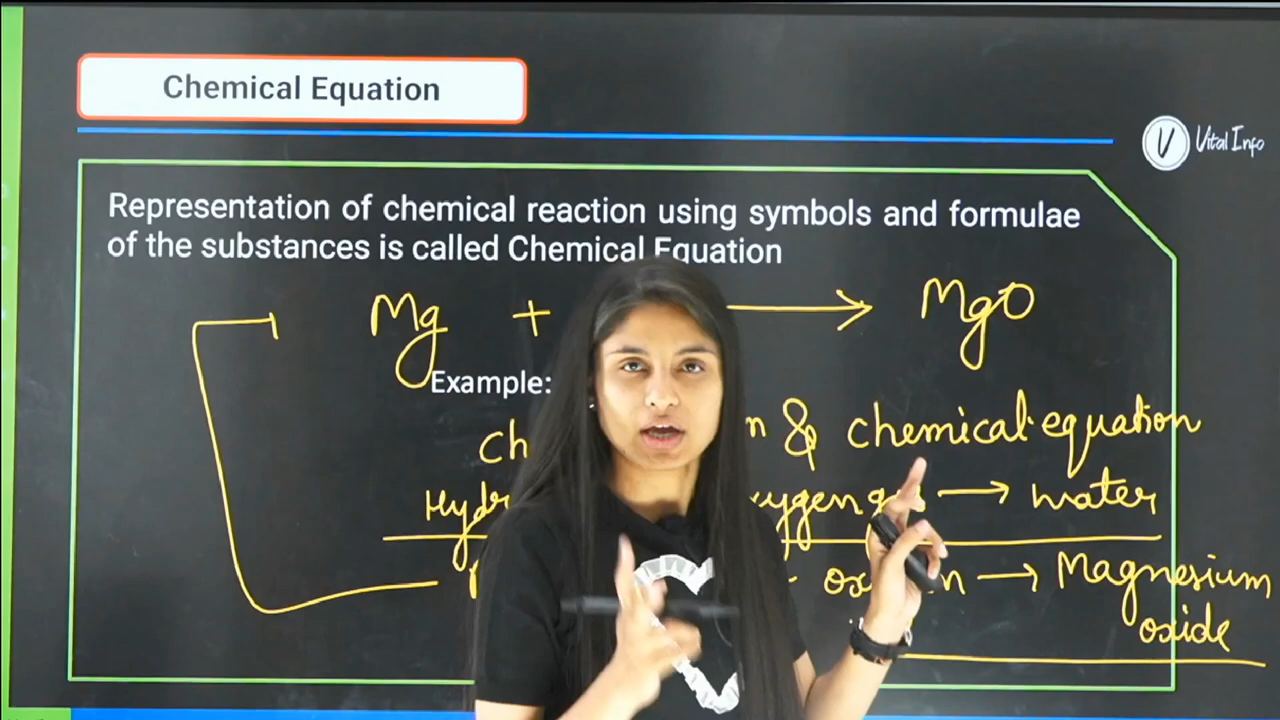 Chemical Equation
V Vital Info
Representation of chemical reaction using symbols and formulae
of the substances is called Chemical Equation
Mg + → MgO
Example:
& chemical equation
→ water
→ Magnesium
oxide